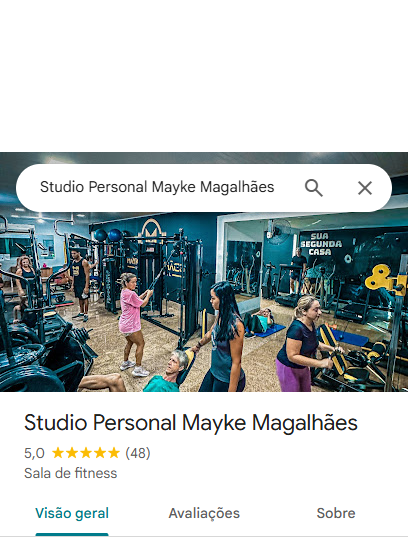 Studio Personal Mayke Magalhães
SUA
SEGUNDA
CASA
Studio Personal Mayke Magalhães
5,0 ★★★★★ (48)
Sala de fitness
Visão geral Avaliações Sobre